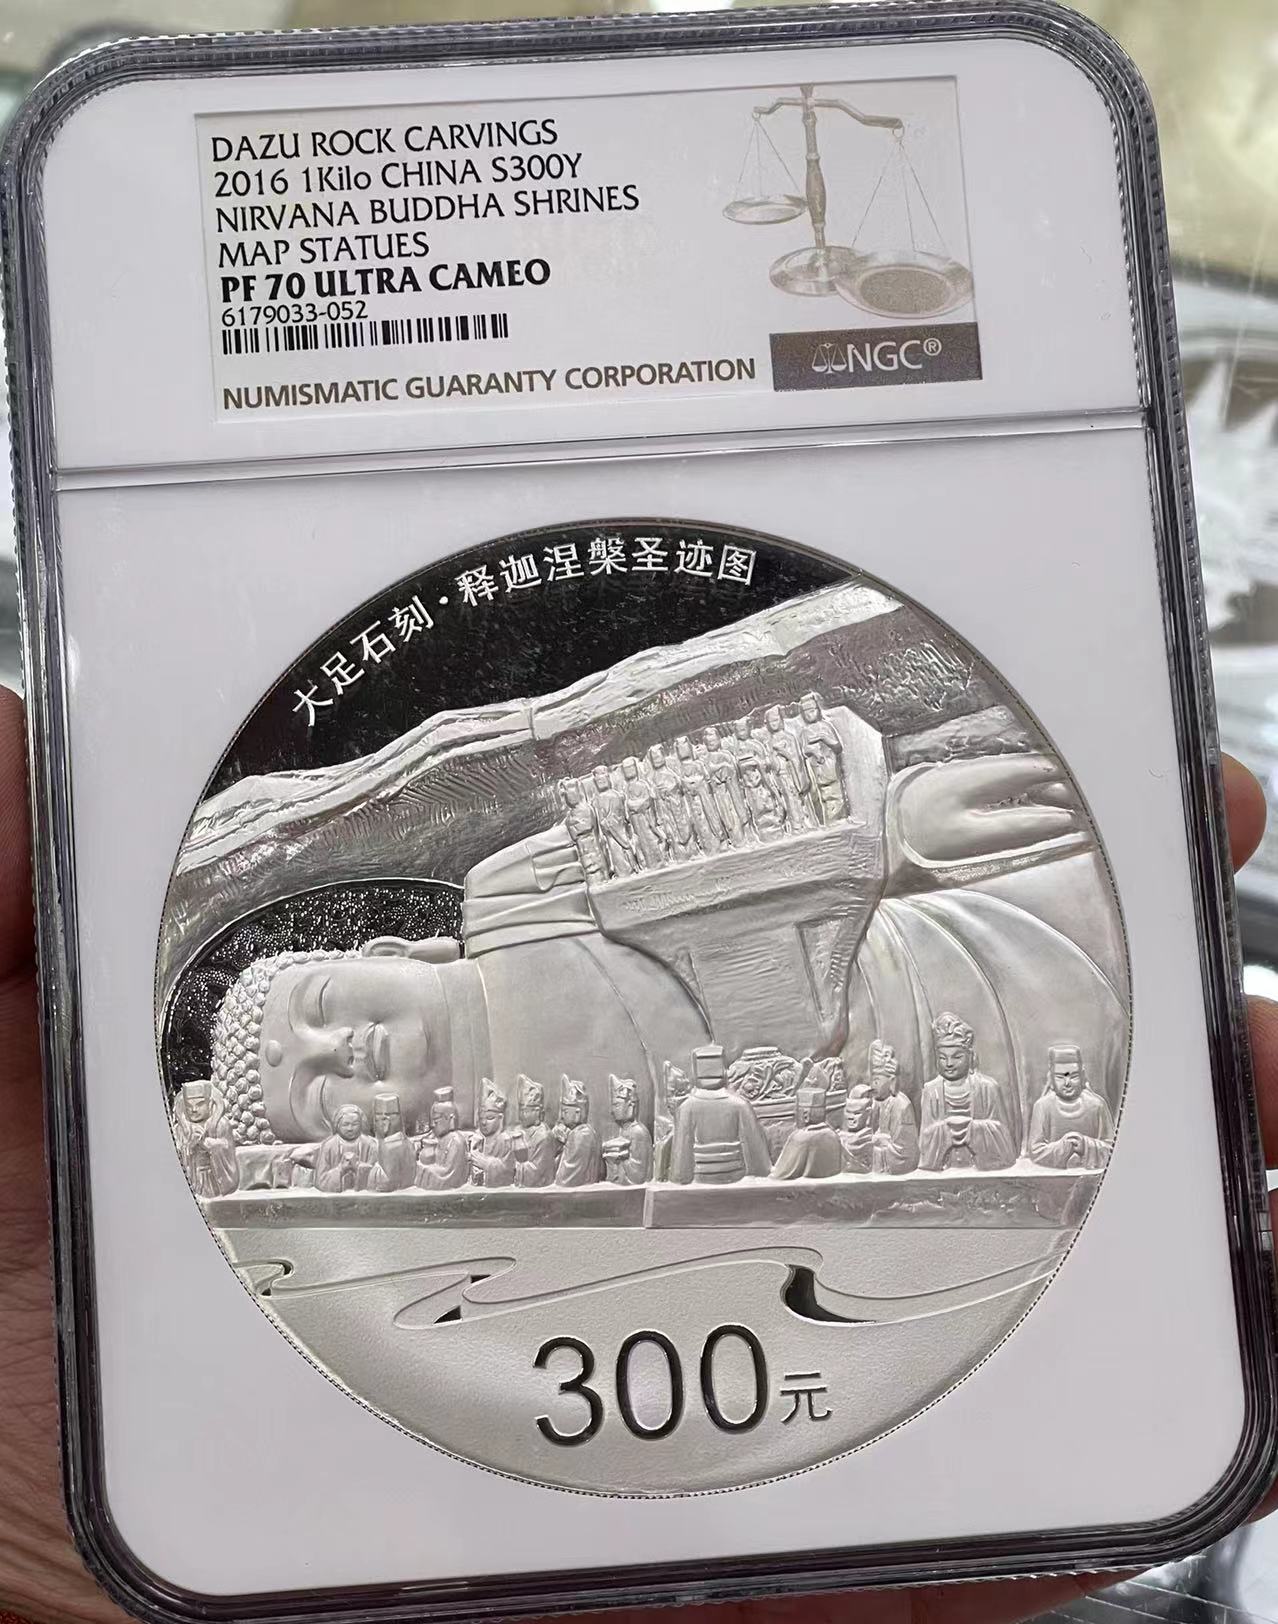 DAZU ROCK CARVINGS
2016 1Kilo CHINA S300Y
NIRVANA BUDDHA SHRINES
MAP STATUES
PF 70 ULTRA CAMEO
6179033-052
NUMISMATIC GUARANTY CORPORATION
NGC®
大足石刻·释迦涅槃圣迹图
300元